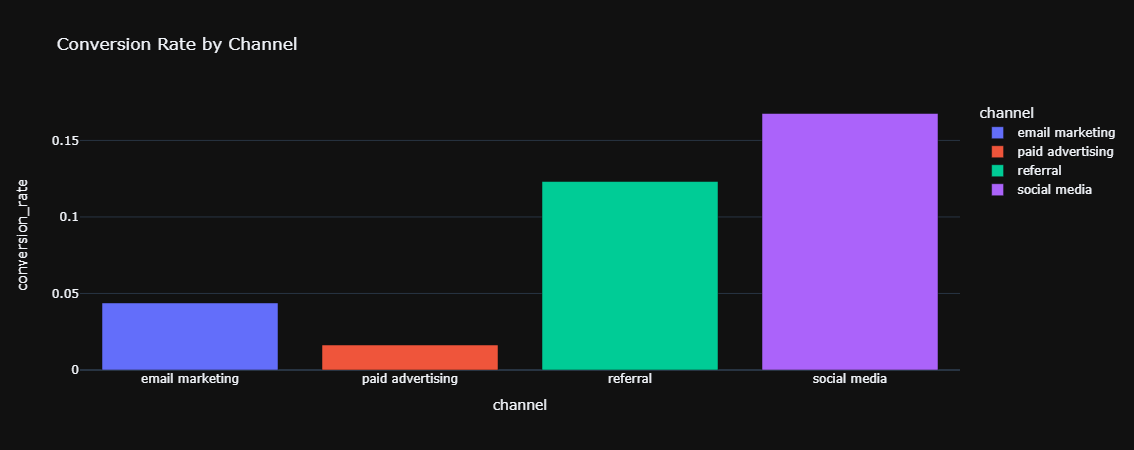 Conversion Rate by Channel
channel
email marketing
paid advertising
referral
social media
conversion_rate
0.15
0.1
0.05
0
email marketing
paid advertising
referral
social media
channel